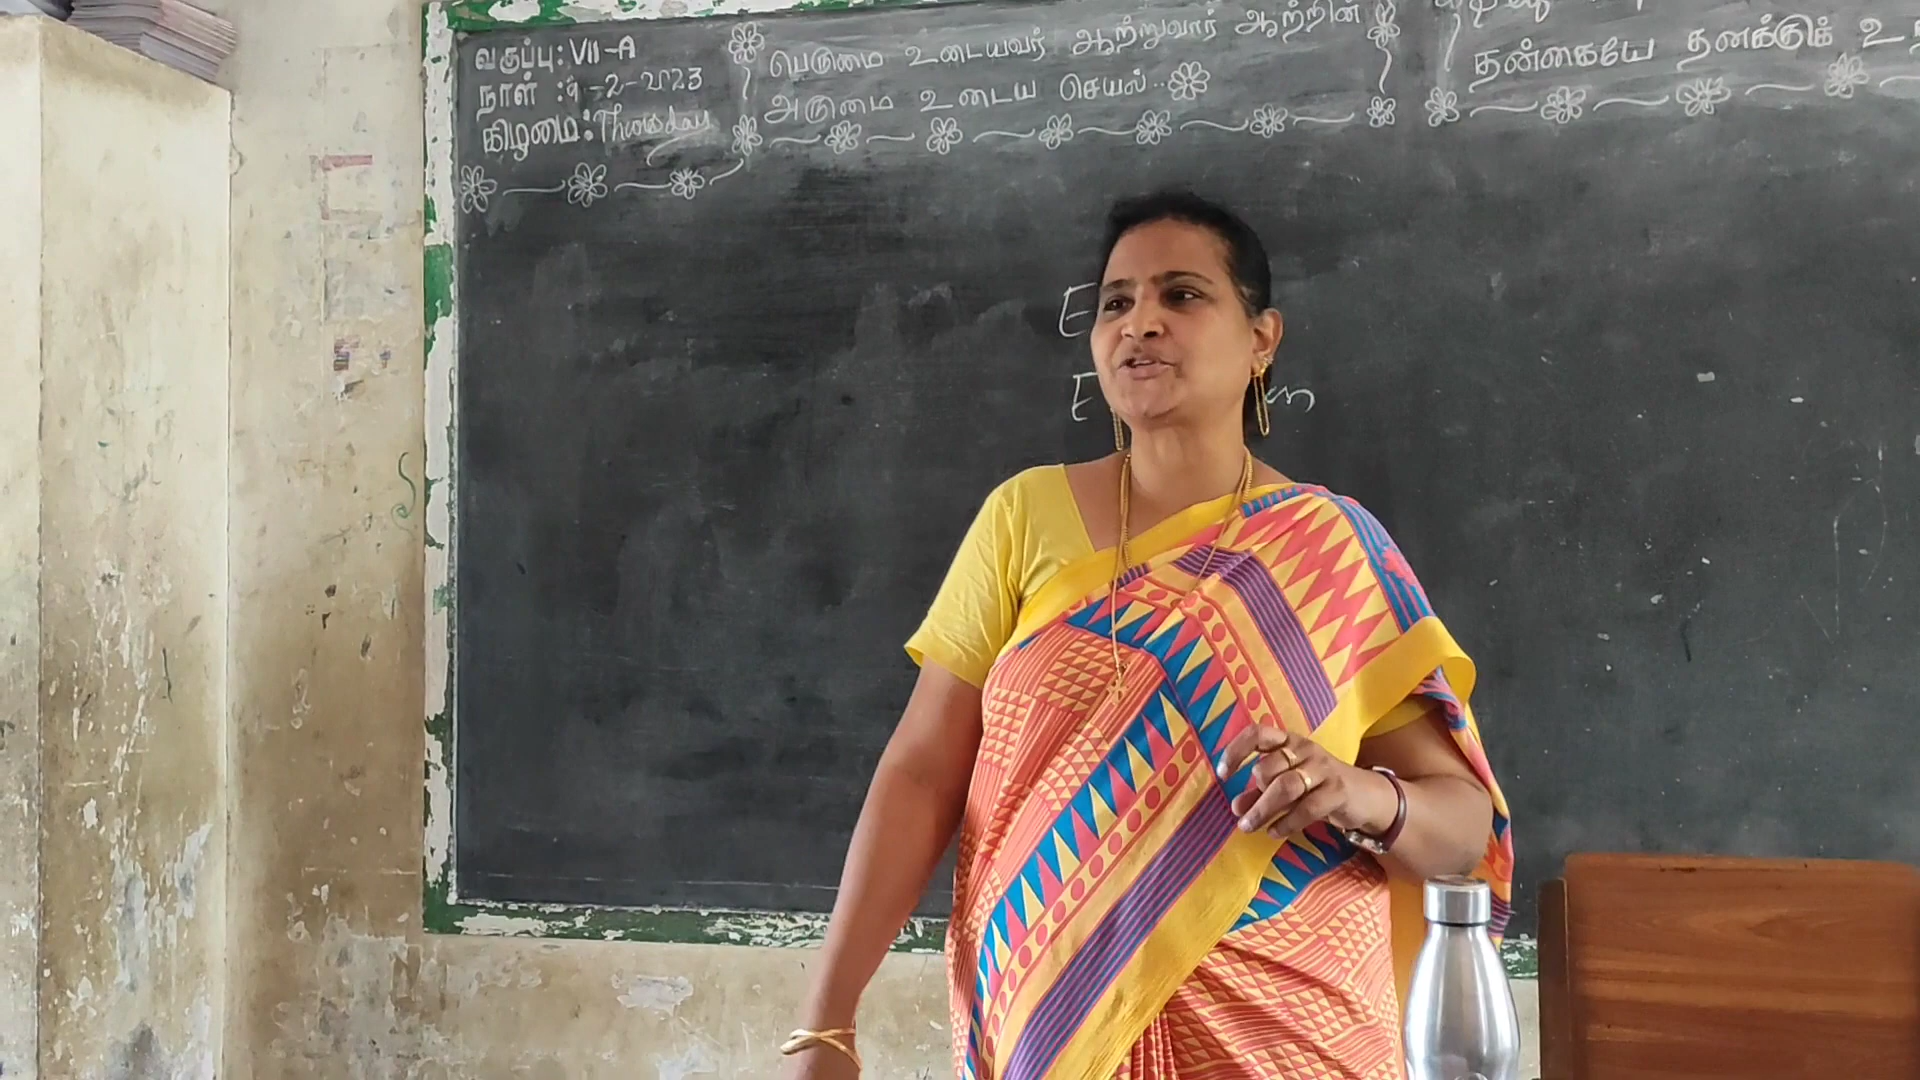 வகுப்பு: VII-A
நாள் : 9-2-2023
கிழமை: Thursday
பெருமை உடையவர் ஆற்றுவார் ஆற்றின்
அருமை உடைய செயல்..
தன்கையே தனக்குக்